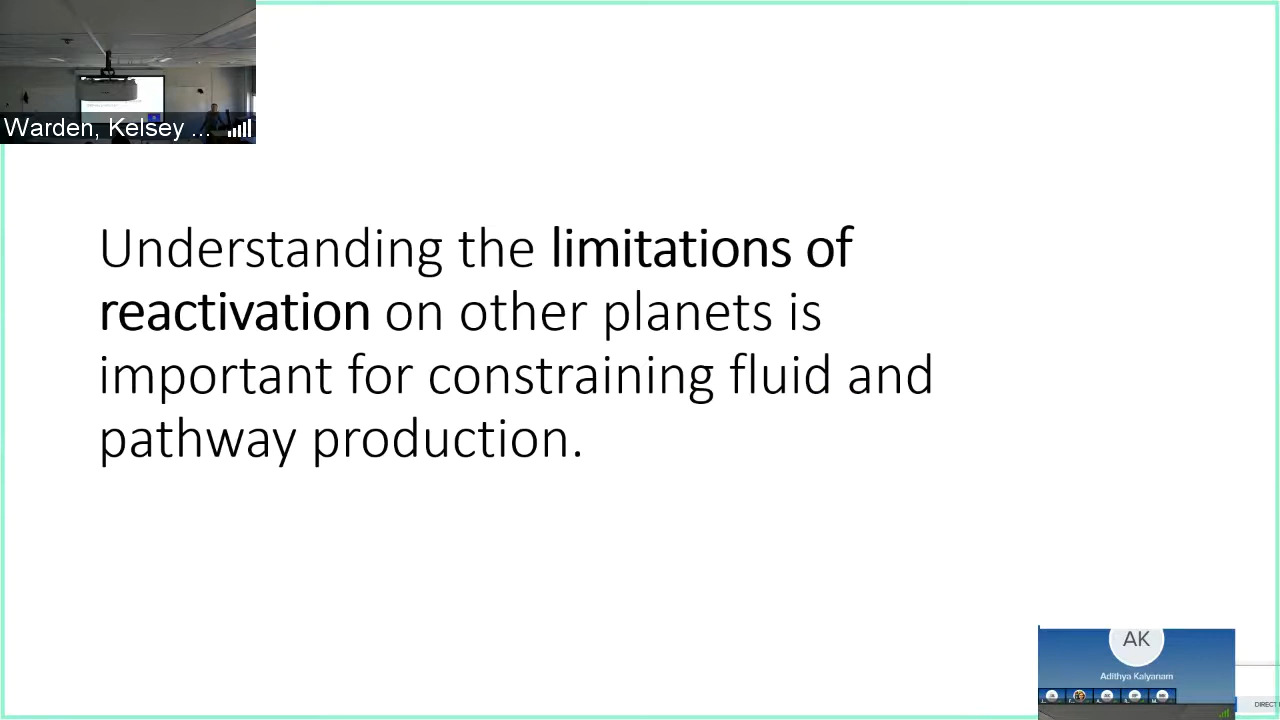 Warden, Kelsey ...
Understanding the limitations of
reactivation on other planets is
important for constraining fluid and
pathway production.
AK
Adithya Kalyanam
DIRECT